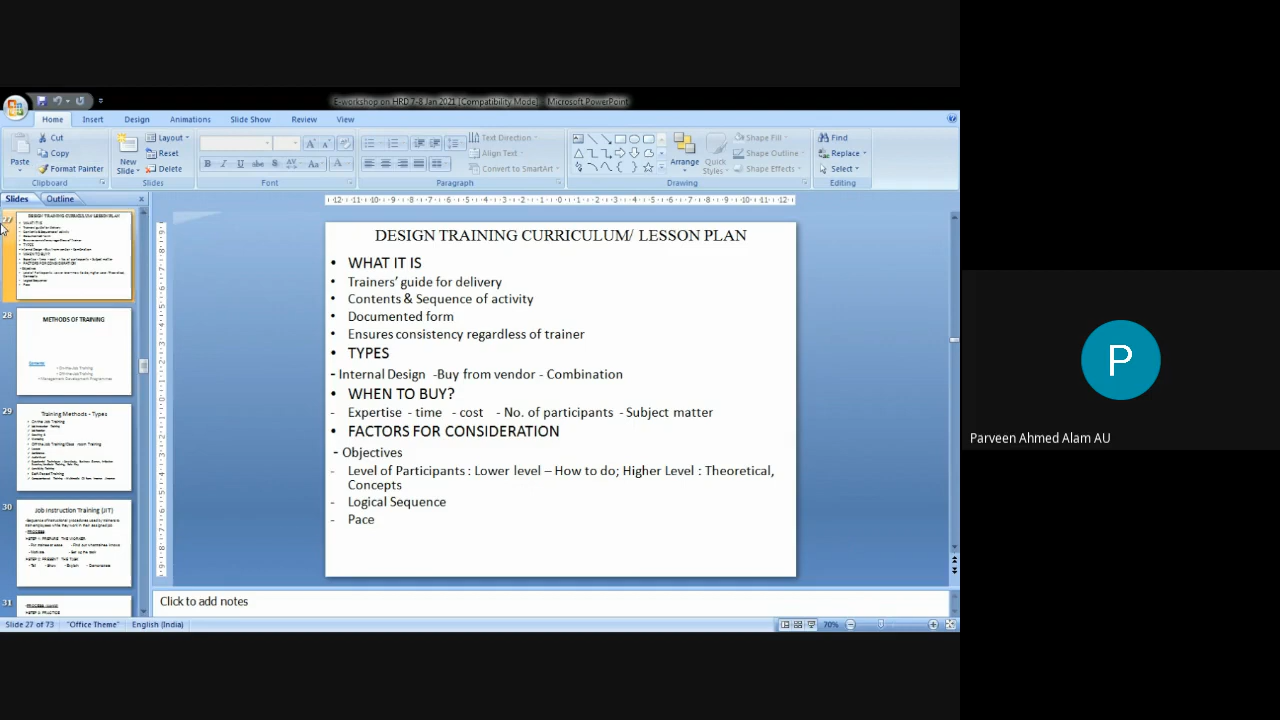 E-workshop on HRD 7-8 Jan 2021 [Compatibility Mode] - Microsoft PowerPoint
Home Insert Design Animations Slide Show Review View
Paste
Cut
Copy
Format Painter
Clipboard
New Slide
Layout
Reset
Delete
Slides
Font
Paragraph
Text Direction
Align Text
Convert to SmartArt
Arrange
Quick Styles
Shape Fill
Shape Outline
Shape Effects
Drawing
Find
Replace
Select
Editing
Slides Outline
DESIGN TRAINING CURRICULUM/ LESSON PLAN
• WHAT IT IS
• Trainers’ guide for delivery
• Contents & Sequence of activity
• Documented form
• Ensures consistency regardless of trainer
• TYPES
- Internal Design -Buy from vendor - Combination
• WHEN TO BUY?
- Expertise - time - cost - No. of participants - Subject matter
• FACTORS FOR CONSIDERATION
- Objectives
- Level of Participants : Lower level – How to do; Higher Level : Theoretical,
Concepts
- Logical Sequence
- Pace
27
28
METHODS OF TRAINING
29
Training Methods - Types
30
Job Instruction Training (JIT)
31
Click to add notes
Slide 27 of 73 "Office Theme" English (India) 70%
P
Parveen Ahmed Alam AU